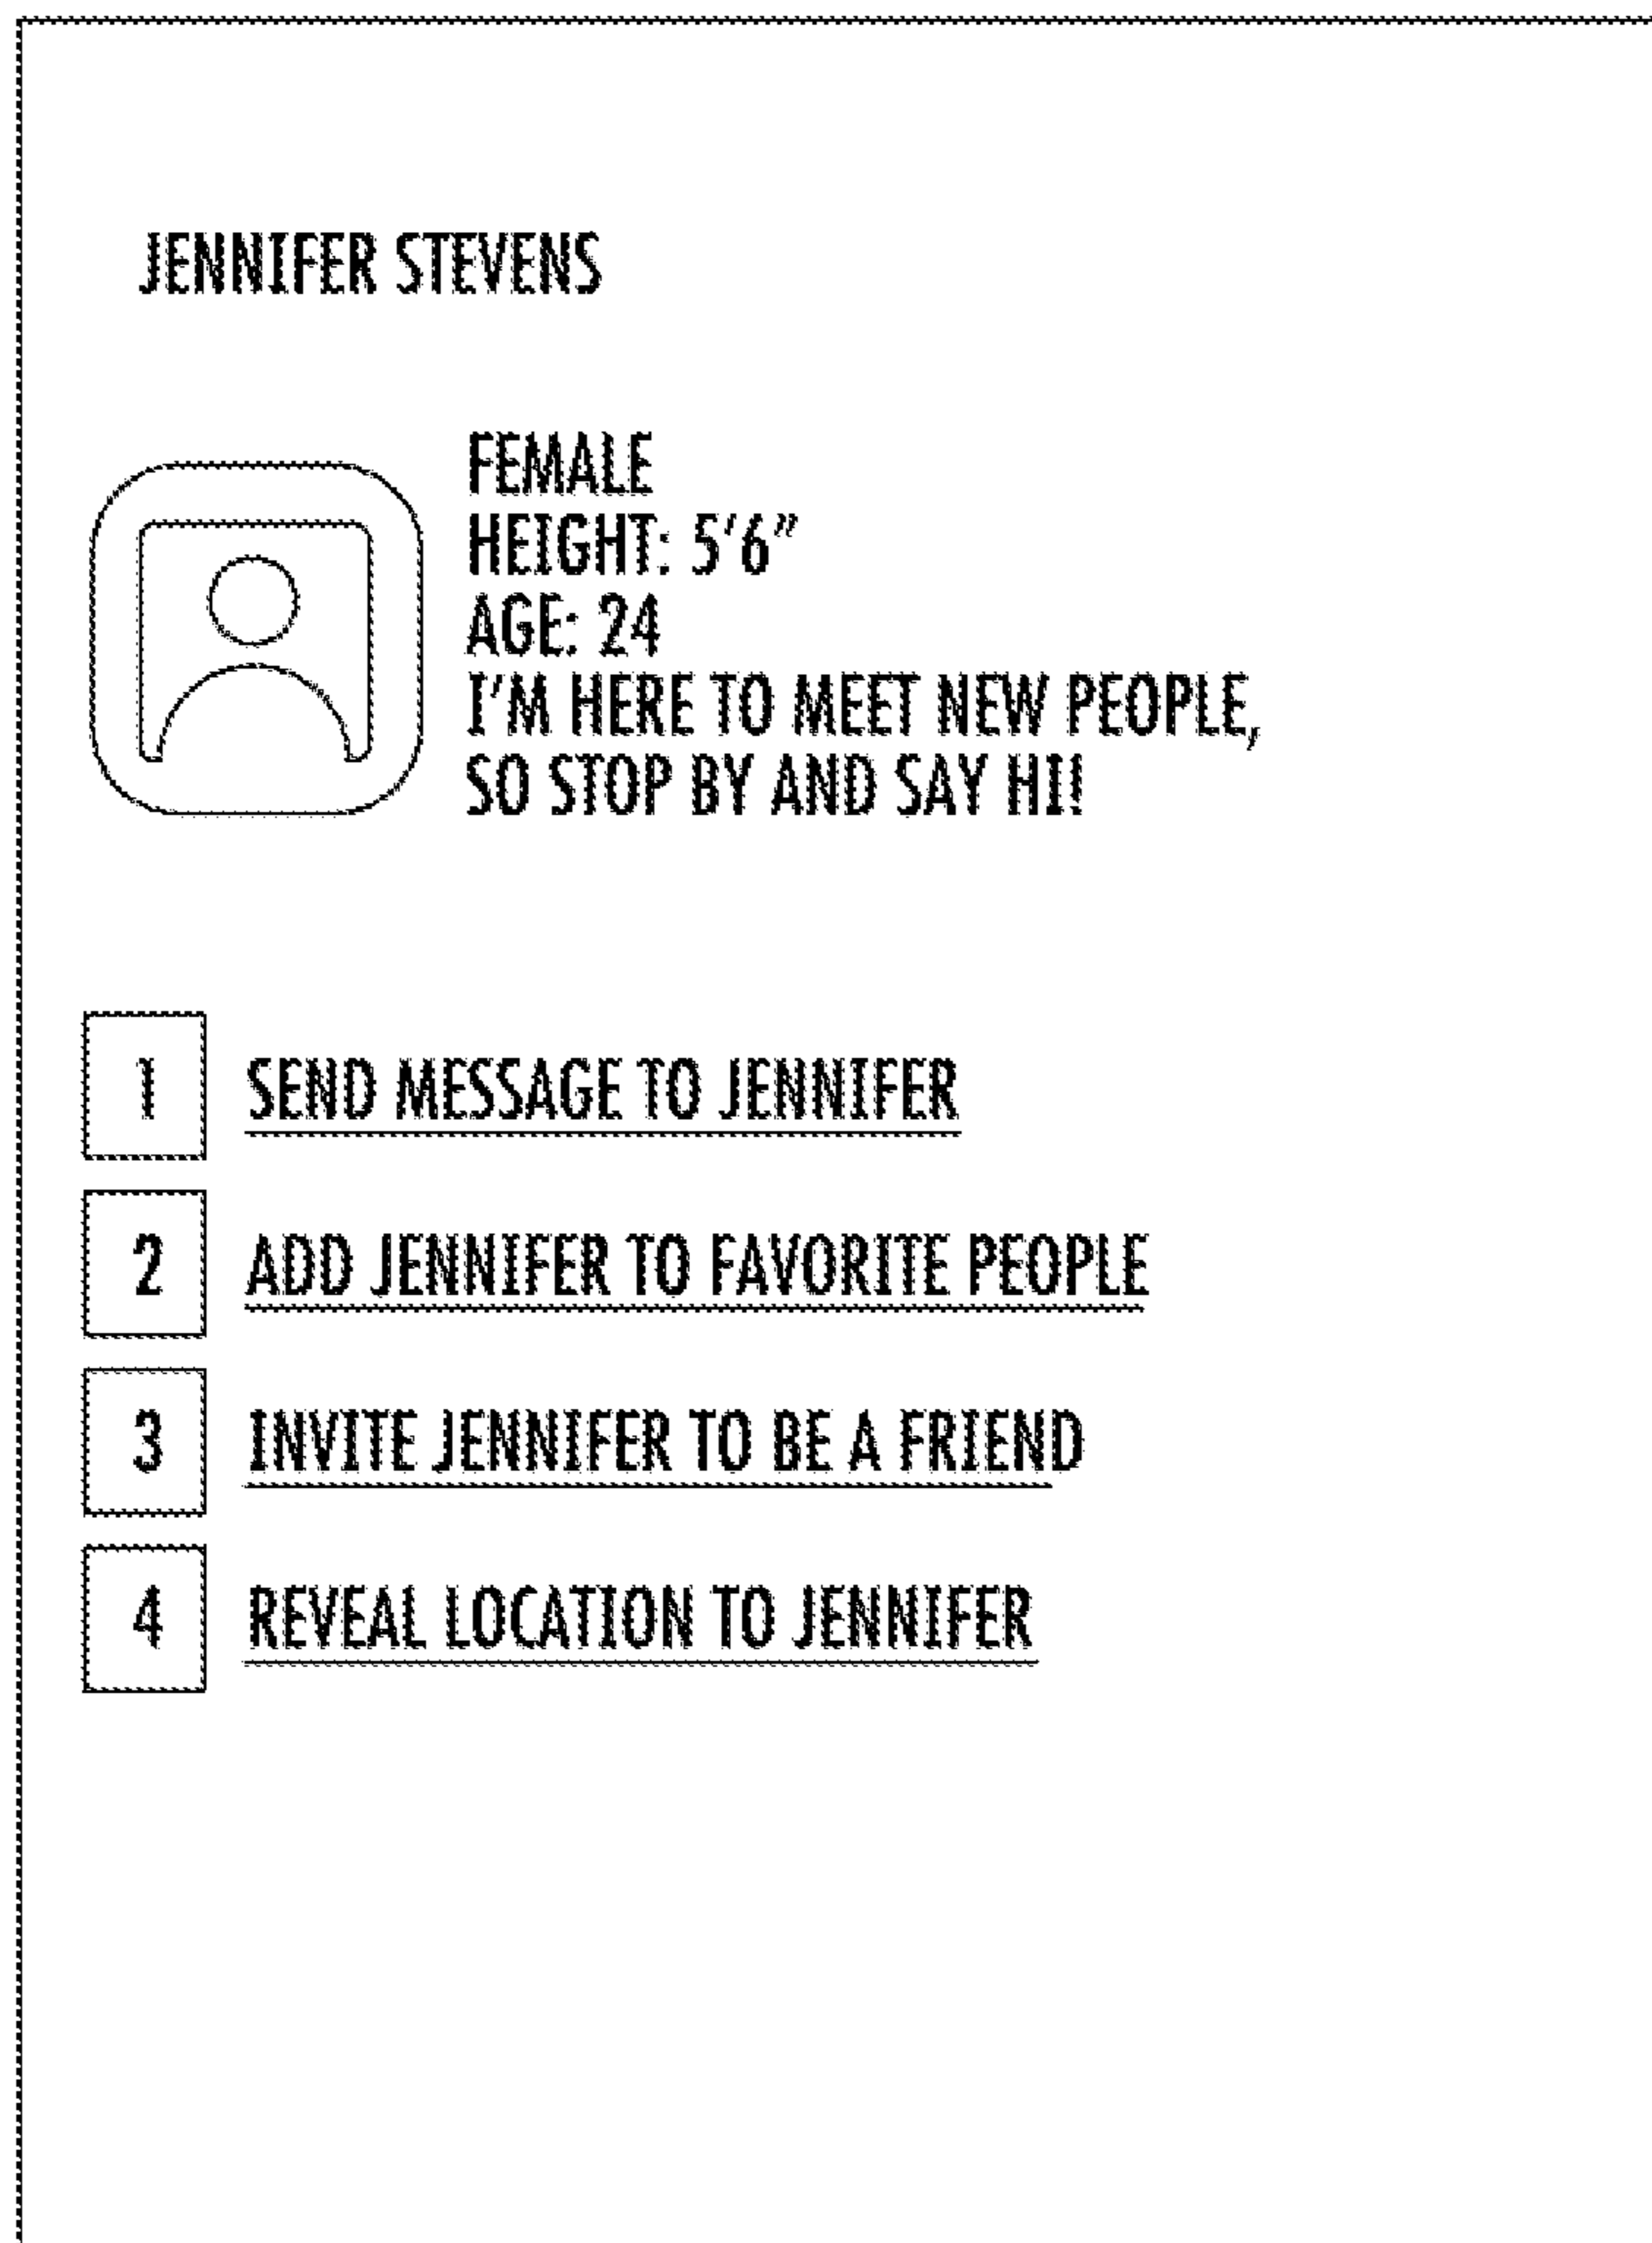 JENNIFER STEVENS
FEMALE
HEIGHT: 5'6"
AGE: 24
I'M HERE TO MEET NEW PEOPLE,
SO STOP BY AND SAY HI!
1 SEND MESSAGE TO JENNIFER
2 ADD JENNIFER TO FAVORITE PEOPLE
3 INVITE JENNIFER TO BE A FRIEND
4 REVEAL LOCATION TO JENNIFER